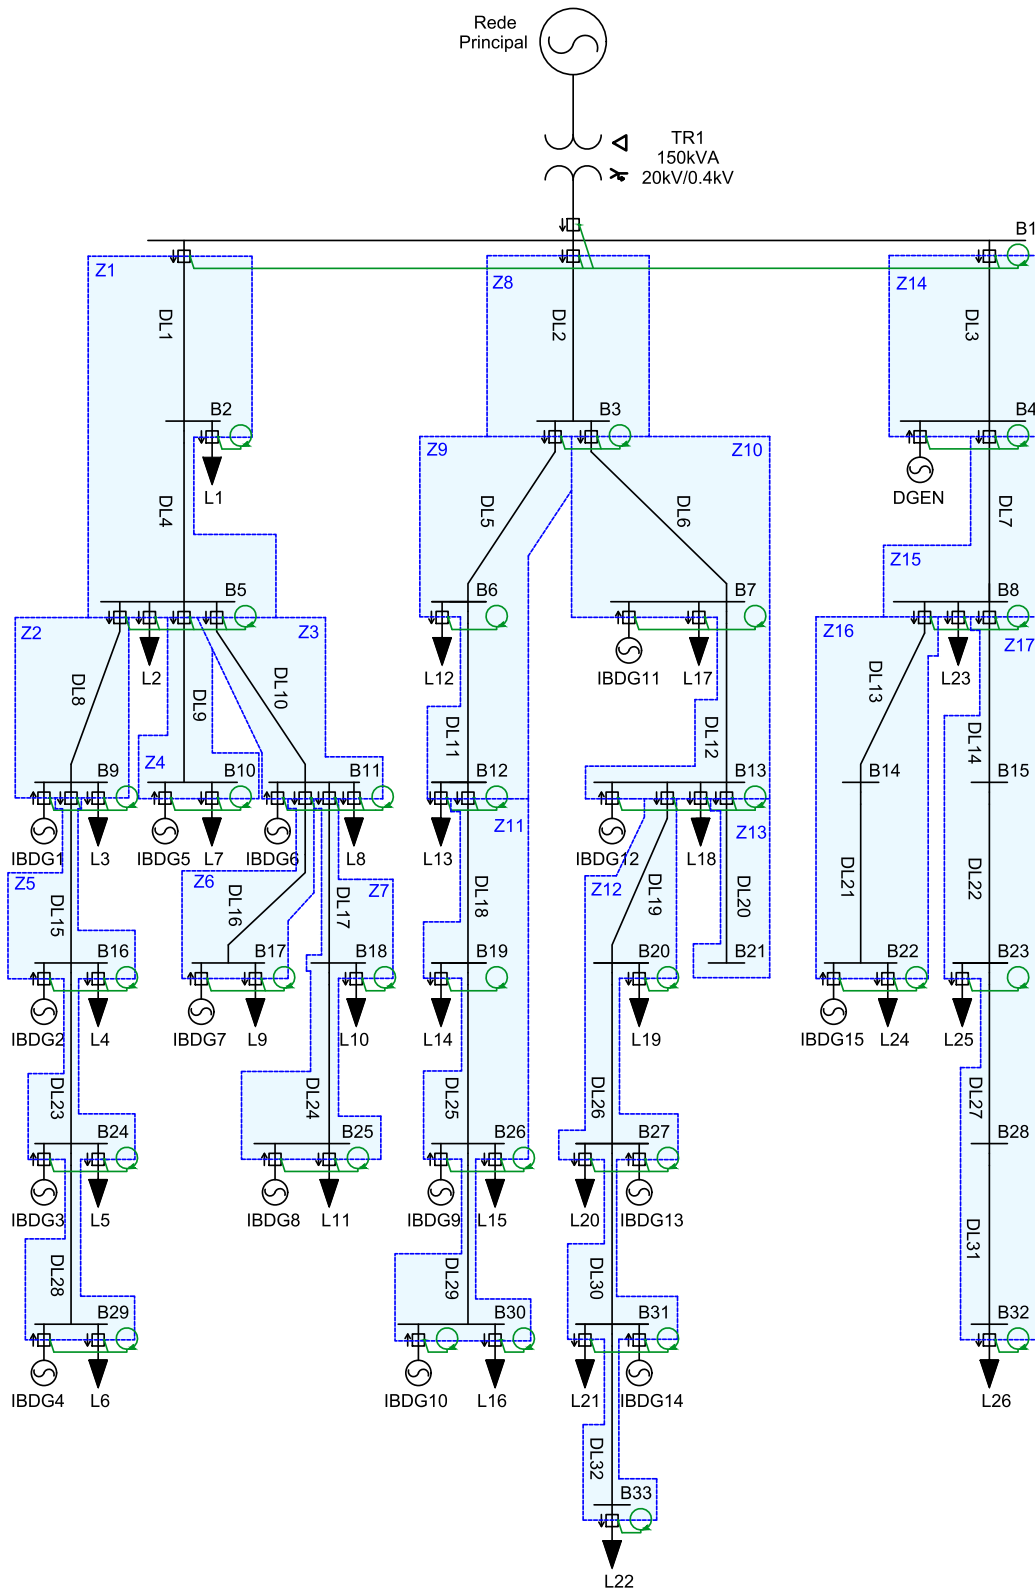 Rede
Principal
TR1
150kVA
20kV/0.4kV
B1
Z1
Z8
Z14
DL1
DL2
DL3
B2
B3
B4
L1
Z9
Z10
DGEN
DL4
DL5
DL6
DL7
Z15
B5
B6
B7
B8
Z2
Z3
Z16
Z17
L2
L12
IBDG11
L17
L23
DL8
DL9
DL10
DL11
DL12
DL13
DL14
Z4
B9
B10
B11
B12
B13
B14
B15
Z11
Z13
IBDG1
L3
IBDG5
L7
IBDG6
L8
L13
IBDG12
L18
Z5
Z6
Z7
Z12
DL15
DL16
DL17
DL18
DL19
DL20
DL21
DL22
B16
B17
B18
B19
B20
B21
B22
B23
IBDG2
L4
IBDG7
L9
L10
L14
L19
IBDG15
L24
L25
DL23
DL24
DL25
DL26
DL27
B24
B25
B26
B27
B28
IBDG3
L5
IBDG8
L11
IBDG9
L15
L20
IBDG13
DL28
DL29
DL30
DL31
B29
B30
B31
B32
IBDG4
L6
IBDG10
L16
L21
IBDG14
L26
DL32
B33
L22